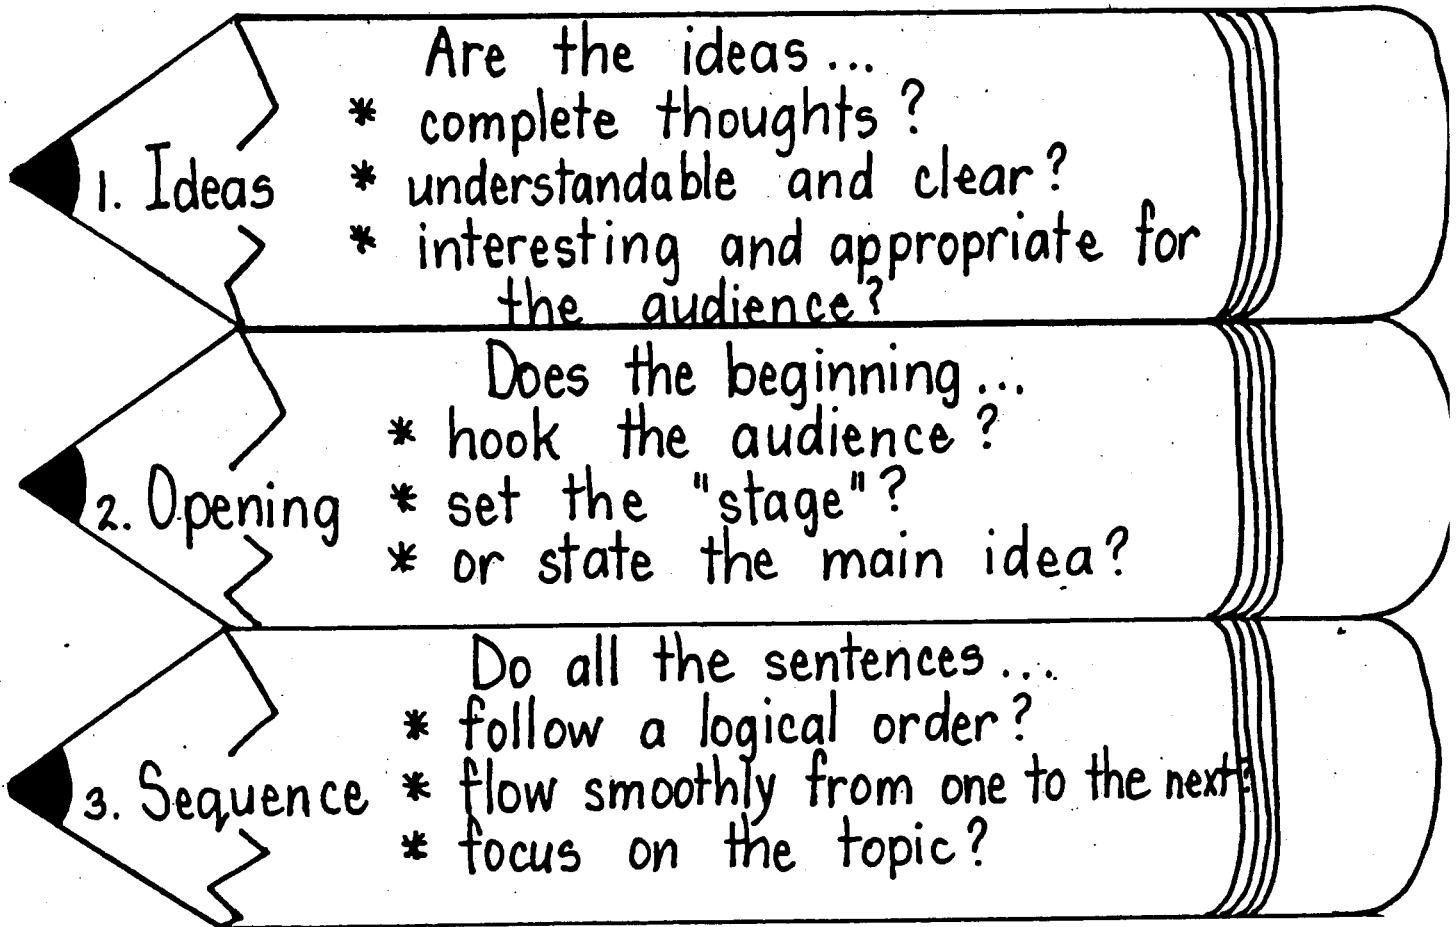 Are the ideas...
* complete thoughts?
1. Ideas * understandable and clear?
* interesting and appropriate for
the audience?
Does the beginning...
* hook the audience?
2. Opening * set the "stage"?
* or state the main idea?
Do all the sentences...
* follow a logical order?
3. Sequence * flow smoothly from one to the next?
* focus on the topic?